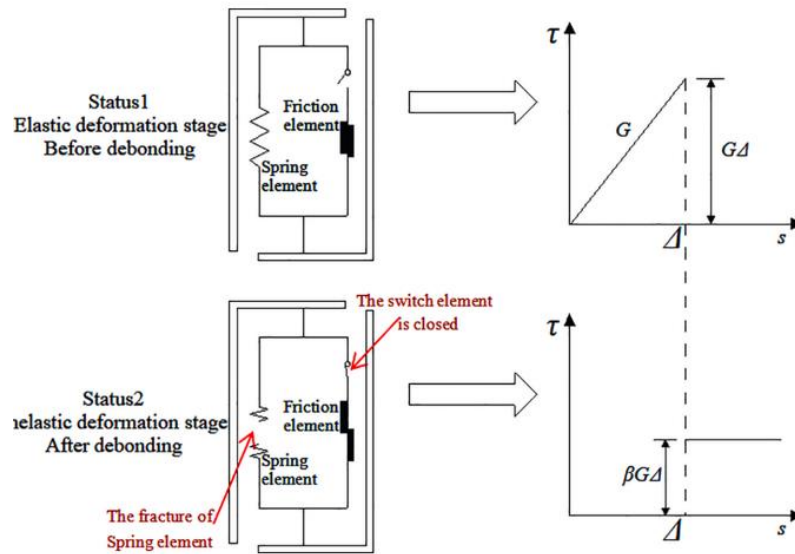 Status1
Elastic deformation stage
Before debonding
Friction
element
Spring
element
τ
G
GΔ
Δ
s
The switch element
is closed
Status2
nelastic deformation stage
After debonding
Friction
element
Spring
element
The fracture of
Spring element
τ
βGΔ
Δ
s